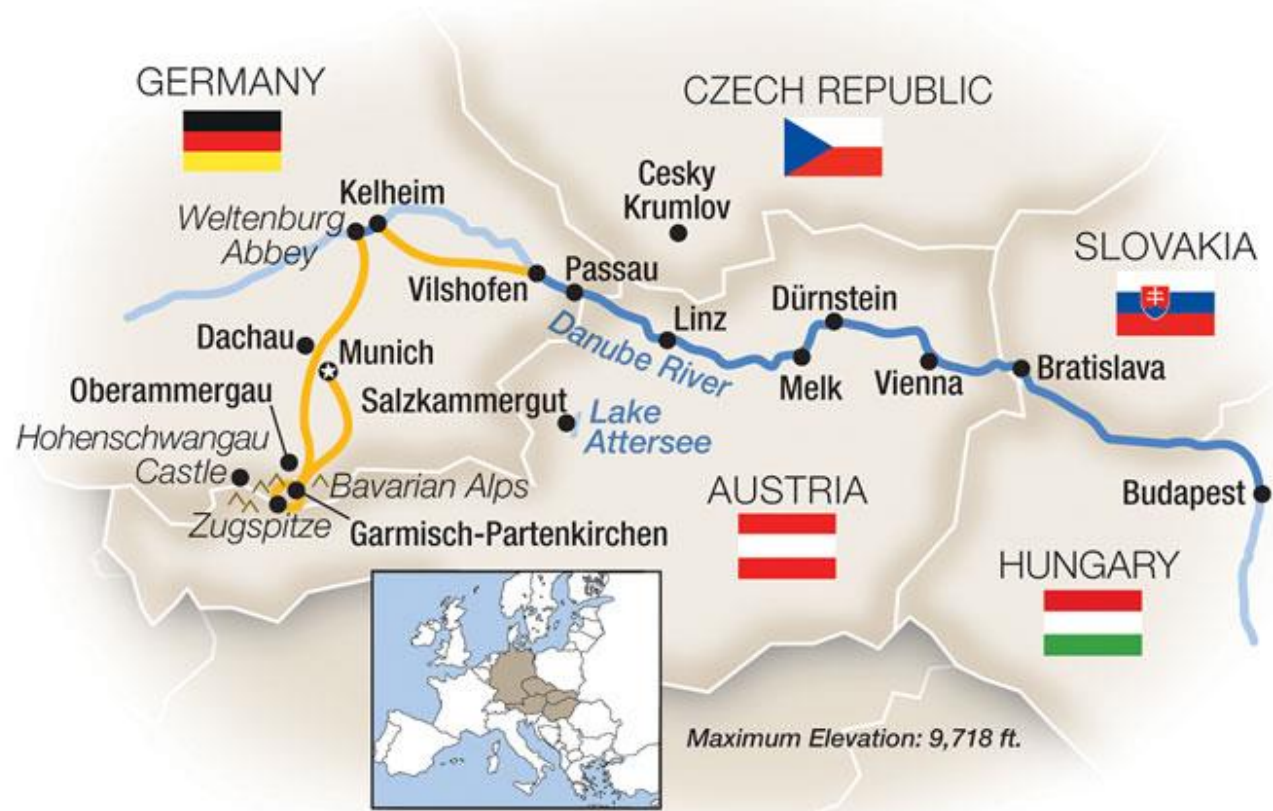 GERMANY
CZECH REPUBLIC
Cesky
Krumlov
Kelheim
Weltenburg
Abbey
SLOVAKIA
Vilshofen
Passau
Dürnstein
Linz
Danube River
Dachau
Munich
Melk
Vienna
Bratislava
Oberammergau
Salzkammergut
Lake
Attersee
Hohenschwangau
Castle
Bavarian Alps
Zugspitze
Garmisch-Partenkirchen
AUSTRIA
Budapest
HUNGARY
Maximum Elevation: 9,718 ft.